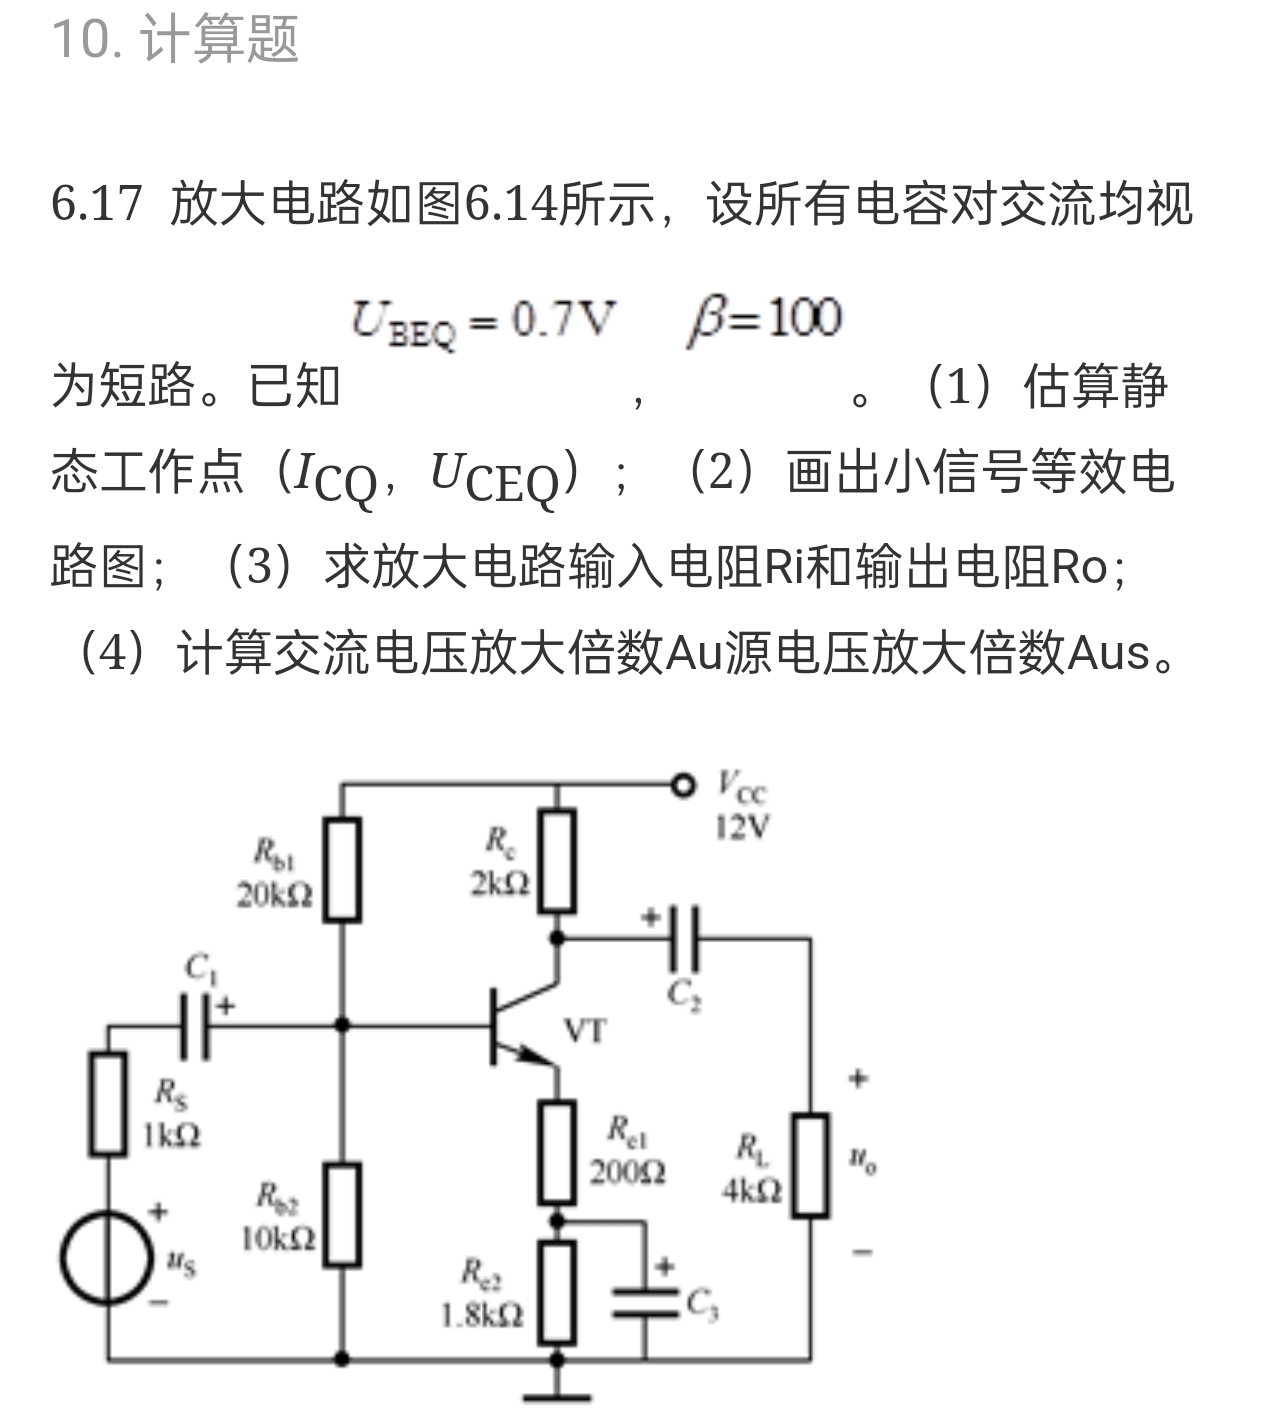 10. 计算题
6.17 放大电路如图6.14所示，设所有电容对交流均视
为短路。已知 U_BEQ = 0.7V ， β=100 。（1）估算静
态工作点（I_CQ，U_CEQ）；（2）画出小信号等效电
路图；（3）求放大电路输入电阻Ri和输出电阻Ro；
（4）计算交流电压放大倍数Au源电压放大倍数Aus。
V_CC
12V
R_b1
20kΩ
R_c
2kΩ
+
C_2
C_1
+
VT
R_S
1kΩ
R_e1
200Ω
R_L
4kΩ
+
u_o
−
R_b2
10kΩ
+
u_S
−
R_e2
1.8kΩ
+
C_3